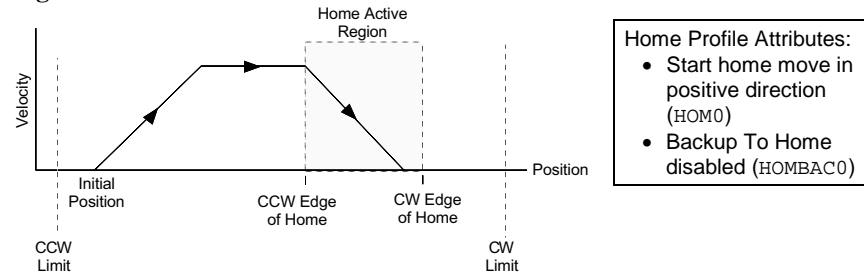 Home Active
Region
Velocity
Position
Initial
Position
CCW Edge
of Home
CW Edge
of Home
CCW
Limit
CW
Limit
Home Profile Attributes:
• Start home move in
positive direction
(HOM0)
• Backup To Home
disabled (HOMBAC0)